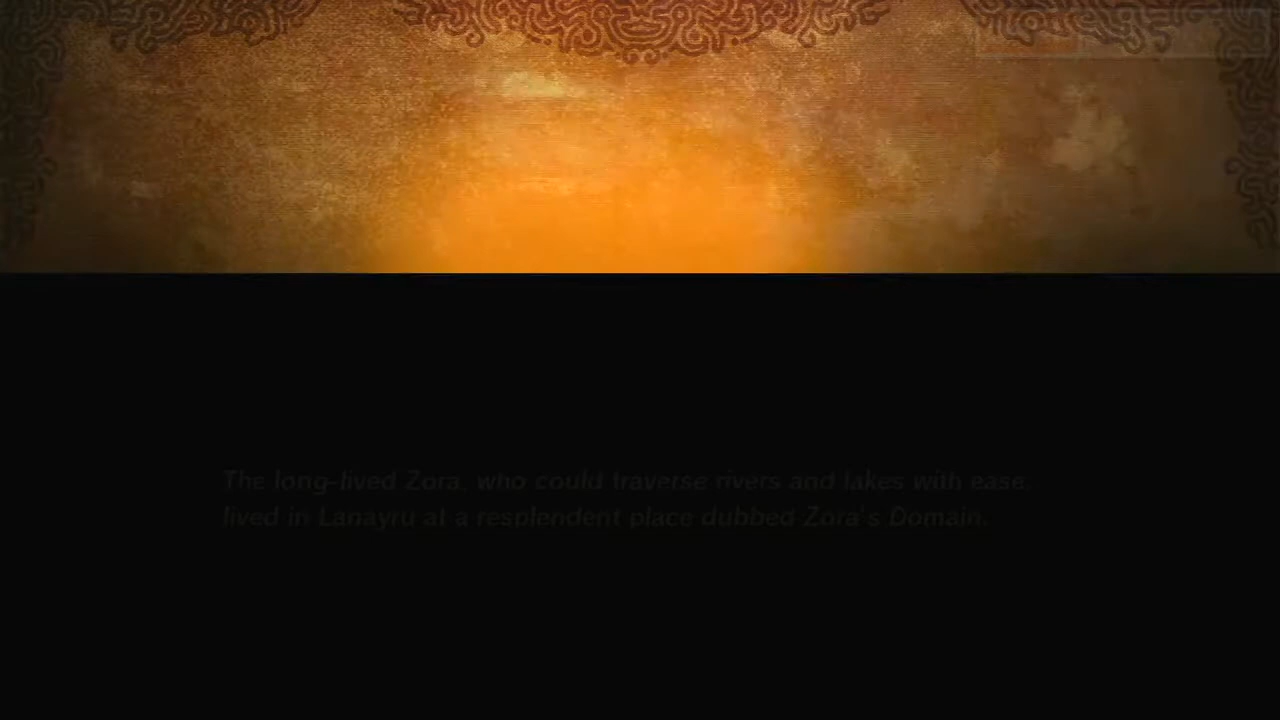 The long-lived Zora, who could traverse rivers and lakes with ease,
lived in Lanayru at a resplendent place dubbed Zora's Domain.